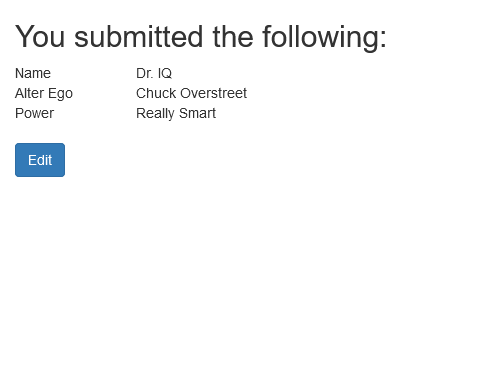 You submitted the following:
Name Dr. IQ
Alter Ego Chuck Overstreet
Power Really Smart
Edit